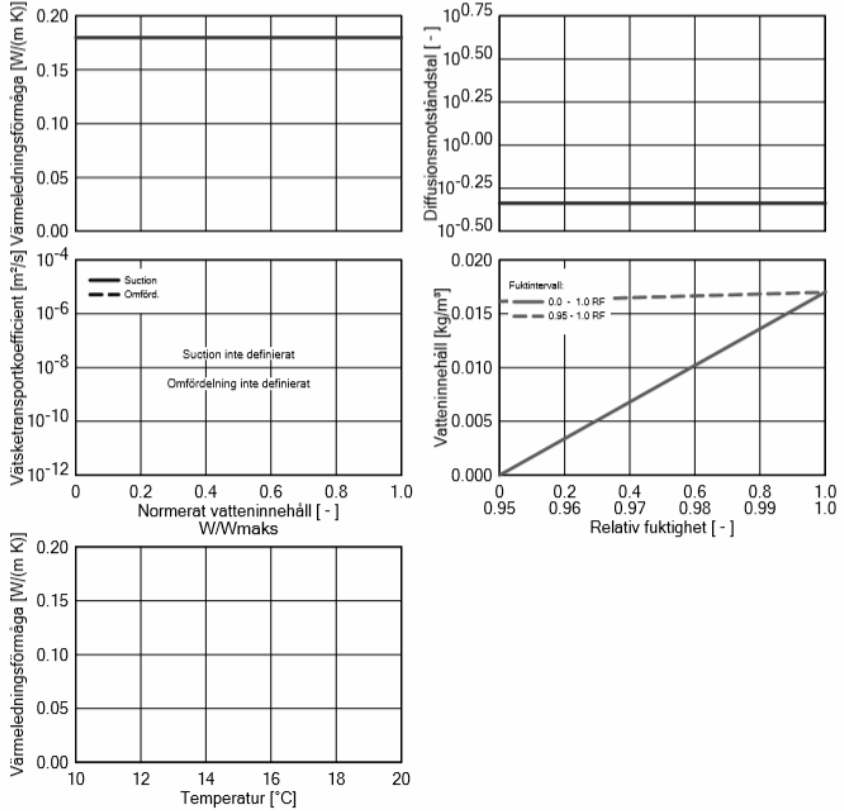 Värmeledningsförmåga [W/(m K)]
0.20
0.15
0.10
0.05
0.00
Diffusionsmotståndstal [ - ]
10^0.75
10^0.50
10^0.25
10^0.00
10^-0.25
10^-0.50
Vätsketransportkoefficient [m²/s]
10^-4
10^-6
10^-8
10^-10
10^-12
Suction
Omförd.
Suction inte definierat
Omfördelning inte definierat
0 0.2 0.4 0.6 0.8 1.0
Normerat vatteninnehåll [ - ]
W/Wmaks
Vatteninnehåll [kg/m³]
0.020
0.015
0.010
0.005
0.000
Fuktintervall:
0.0 - 1.0 RF
0.95 - 1.0 RF
0 0.2 0.4 0.6 0.8 1.0
0.95 0.96 0.97 0.98 0.99 1.0
Relativ fuktighet [ - ]
Värmeledningsförmåga [W/(m K)]
0.20
0.15
0.10
0.05
0.00
10 12 14 16 18 20
Temperatur [°C]